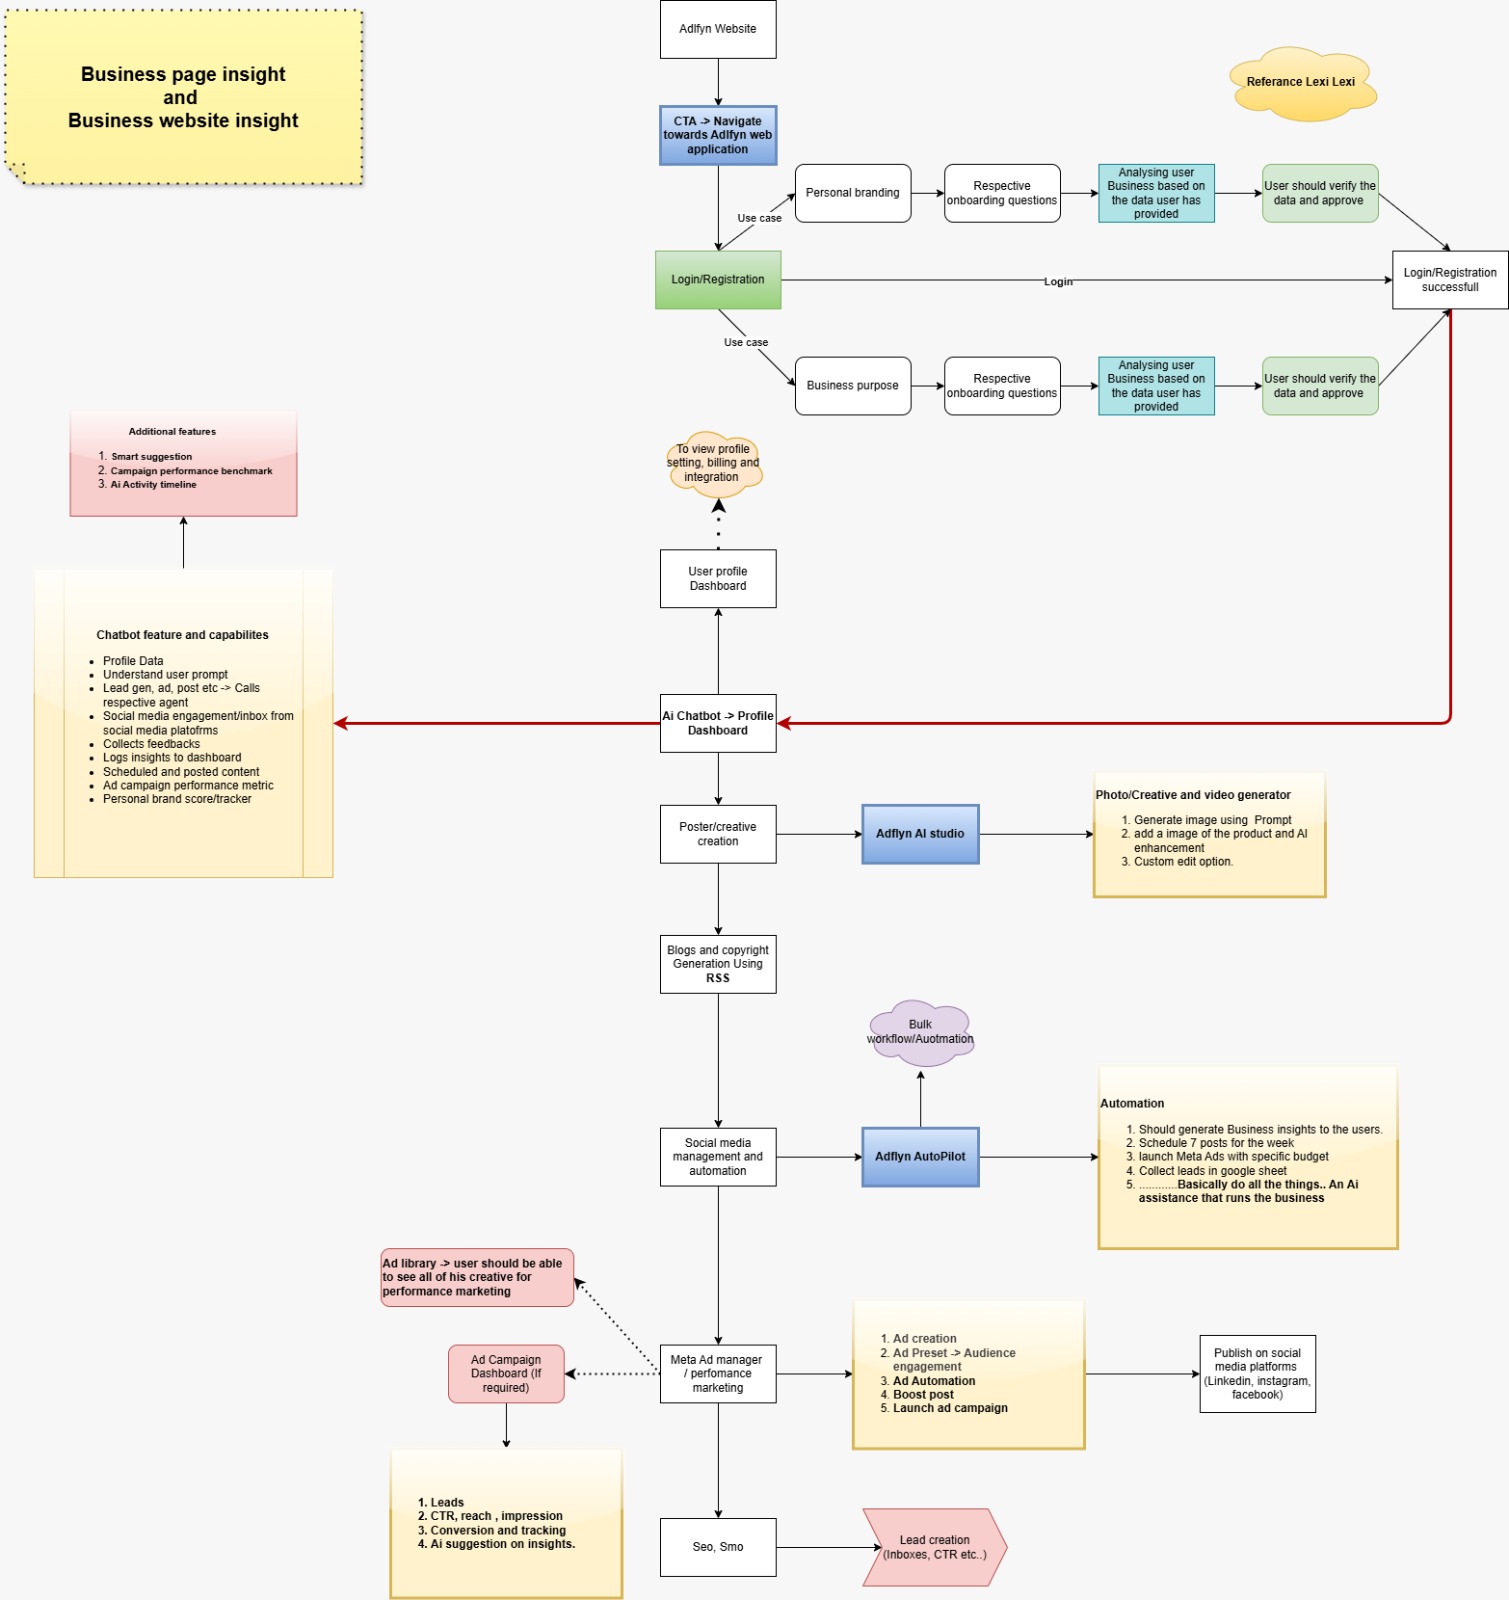 Business page insight
and
Business website insight
Adlfyn Website
CTA -> Navigate
towards Adlfyn web
application
Referance Lexi Lexi
Use case
Personal branding
Respective
onboarding questions
Analysing user
Business based on
the data user has
provided
User should verify the
data and approve
Login/Registration
Login
Login/Registration
successfull
Use case
Business purpose
Respective
onboarding questions
Analysing user
Business based on
the data user has
provided
User should verify the
data and approve
Additional features
1. Smart suggestion
2. Campaign performance benchmark
3. Ai Activity timeline
To view profile
setting, billing and
integration
User profile
Dashboard
Chatbot feature and capabilites
• Profile Data
• Understand user prompt
• Lead gen, ad, post etc -> Calls
respective agent
• Social media engagement/inbox from
social media platofrms
• Collects feedbacks
• Logs insights to dashboard
• Scheduled and posted content
• Ad campaign performance metric
• Personal brand score/tracker
Ai Chatbot -> Profile
Dashboard
Poster/creative
creation
Adflyn AI studio
Photo/Creative and video generator
1. Generate image using  Prompt
2. add a image of the product and AI
enhancement
3. Custom edit option.
Blogs and copyright
Generation Using
RSS
Bulk
workflow/Auotmation
Social media
management and
automation
Adflyn AutoPilot
Automation
1. Should generate Business insights to the users.
2. Schedule 7 posts for the week
3. launch Meta Ads with specific budget
4. Collect leads in google sheet
5. ............Basically do all the things.. An Ai
assistance that runs the business
Ad library -> user should be able
to see all of his creative for
performance marketing
Ad Campaign
Dashboard (If
required)
Meta Ad manager
/ perfomance
marketing
1. Ad creation
2. Ad Preset -> Audience
engagement
3. Ad Automation
4. Boost post
5. Launch ad campaign
Publish on social
media platforms
(Linkedin, instagram,
facebook)
1. Leads
2. CTR, reach , impression
3. Conversion and tracking
4. Ai suggestion on insights.
Seo, Smo
Lead creation
(Inboxes, CTR etc..)